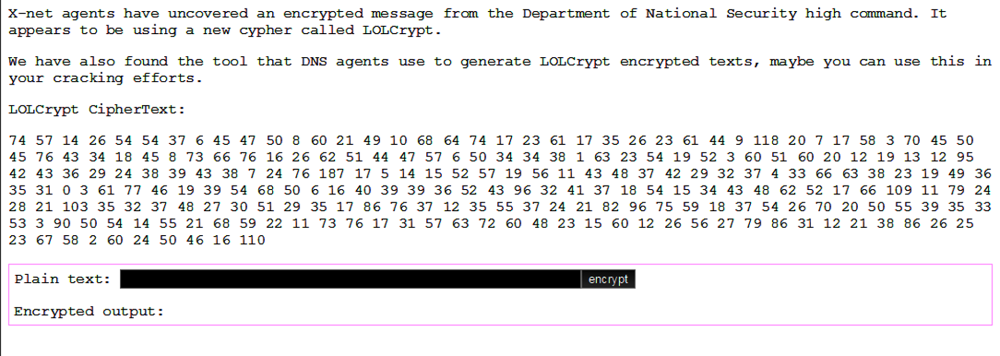 X-net agents have uncovered an encrypted message from the Department of National Security high command. It
appears to be using a new cypher called LOLCrypt.
We have also found the tool that DNS agents use to generate LOLCrypt encrypted texts, maybe you can use this in
your cracking efforts.
LOLCrypt CipherText:
74 57 14 26 54 54 37 6 45 47 50 8 60 21 49 10 68 64 74 17 23 61 17 35 26 23 61 44 9 118 20 7 17 58 3 70 45 50
45 76 43 34 18 45 8 73 66 76 16 26 62 51 44 47 57 6 50 34 34 38 1 63 23 54 19 52 3 60 51 60 20 12 19 13 12 95
42 43 36 29 24 38 39 43 38 7 24 76 187 17 5 14 15 52 57 19 56 11 43 48 37 42 29 32 37 4 33 66 63 38 23 19 49 36
35 31 0 3 61 77 46 19 39 54 68 50 6 16 40 39 39 36 52 43 96 32 41 37 18 54 15 34 43 48 62 52 17 66 109 11 79 24
28 21 103 35 32 37 48 27 30 51 29 35 17 86 76 37 12 35 55 37 24 21 82 96 75 59 18 37 54 26 70 20 50 55 39 35 33
53 3 90 50 54 14 55 21 68 59 22 11 73 76 17 31 57 63 72 60 48 23 15 60 12 26 56 27 79 86 31 12 21 38 86 26 25
23 67 58 2 60 24 50 46 16 110
Plain text: encrypt
Encrypted output: